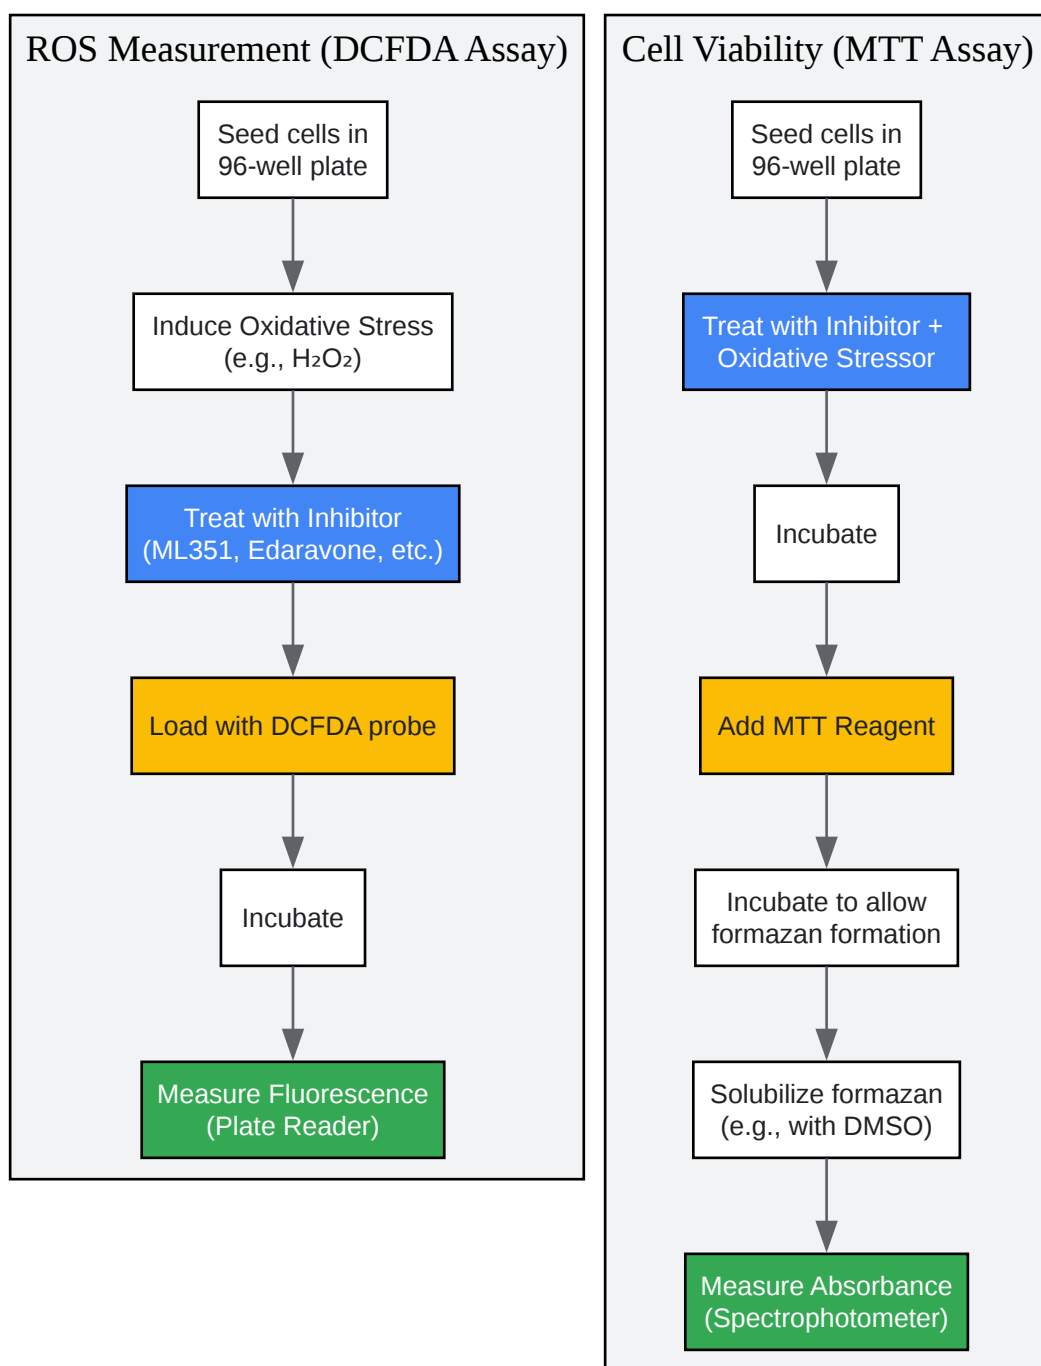 ROS Measurement (DCFDA Assay)
Seed cells in
96-well plate
Induce Oxidative Stress
(e.g., H₂O₂)
Treat with Inhibitor
(ML351, Edaravone, etc.)
Load with DCFDA probe
Incubate
Measure Fluorescence
(Plate Reader)
Cell Viability (MTT Assay)
Seed cells in
96-well plate
Treat with Inhibitor +
Oxidative Stressor
Incubate
Add MTT Reagent
Incubate to allow
formazan formation
Solubilize formazan
(e.g., with DMSO)
Measure Absorbance
(Spectrophotometer)